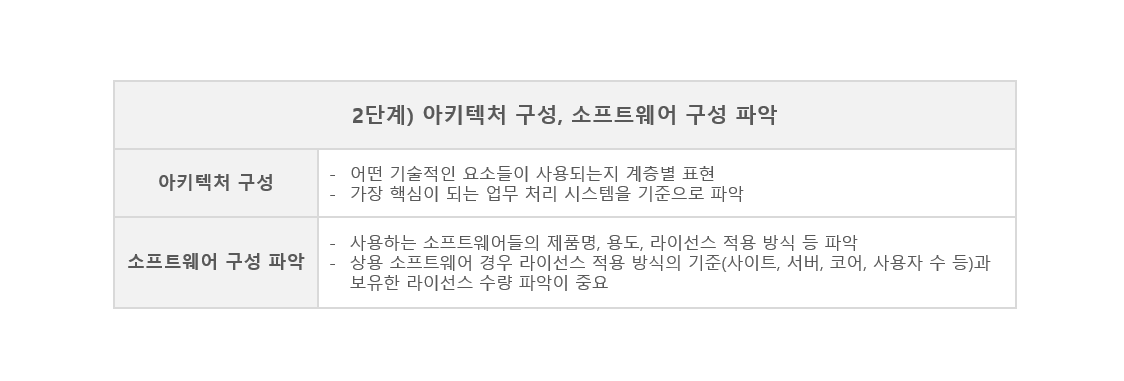 2단계) 아키텍처 구성, 소프트웨어 구성 파악
아키텍처 구성
- 어떤 기술적인 요소들이 사용되는지 계층별 표현
- 가장 핵심이 되는 업무 처리 시스템을 기준으로 파악
소프트웨어 구성 파악
- 사용하는 소프트웨어들의 제품명, 용도, 라이선스 적용 방식 등 파악
- 상용 소프트웨어 경우 라이선스 적용 방식의 기준(사이트, 서버, 코어, 사용자 수 등)과
보유한 라이선스 수량 파악이 중요